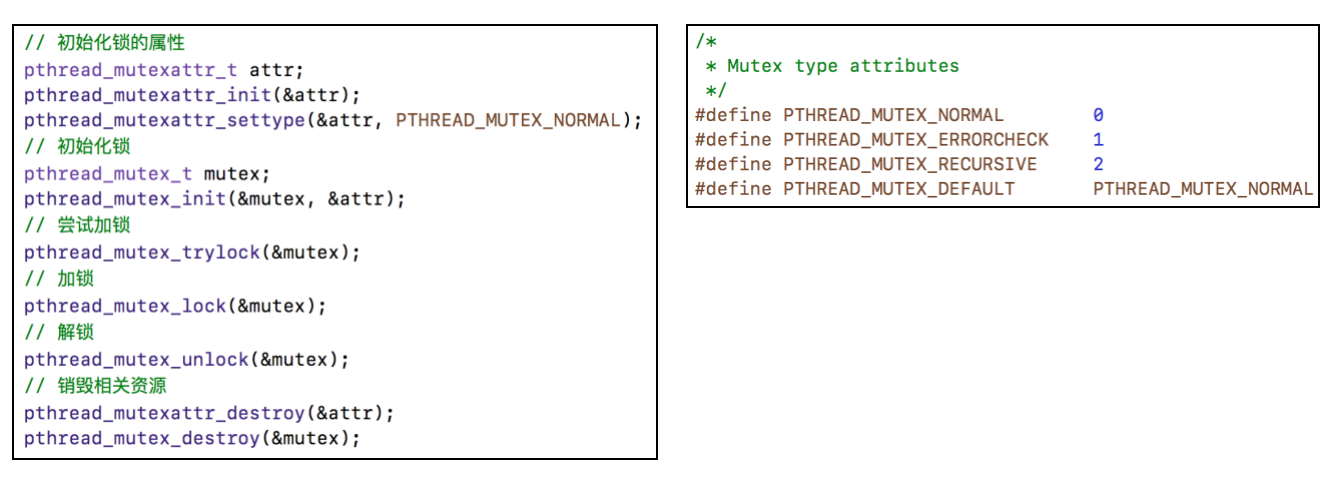 // 初始化锁的属性
pthread_mutexattr_t attr;
pthread_mutexattr_init(&attr);
pthread_mutexattr_settype(&attr, PTHREAD_MUTEX_NORMAL);
// 初始化锁
pthread_mutex_t mutex;
pthread_mutex_init(&mutex, &attr);
// 尝试加锁
pthread_mutex_trylock(&mutex);
// 加锁
pthread_mutex_lock(&mutex);
// 解锁
pthread_mutex_unlock(&mutex);
// 销毁相关资源
pthread_mutexattr_destroy(&attr);
pthread_mutex_destroy(&mutex);
/*
 * Mutex type attributes
 */
#define PTHREAD_MUTEX_NORMAL 0
#define PTHREAD_MUTEX_ERRORCHECK 1
#define PTHREAD_MUTEX_RECURSIVE 2
#define PTHREAD_MUTEX_DEFAULT PTHREAD_MUTEX_NORMAL